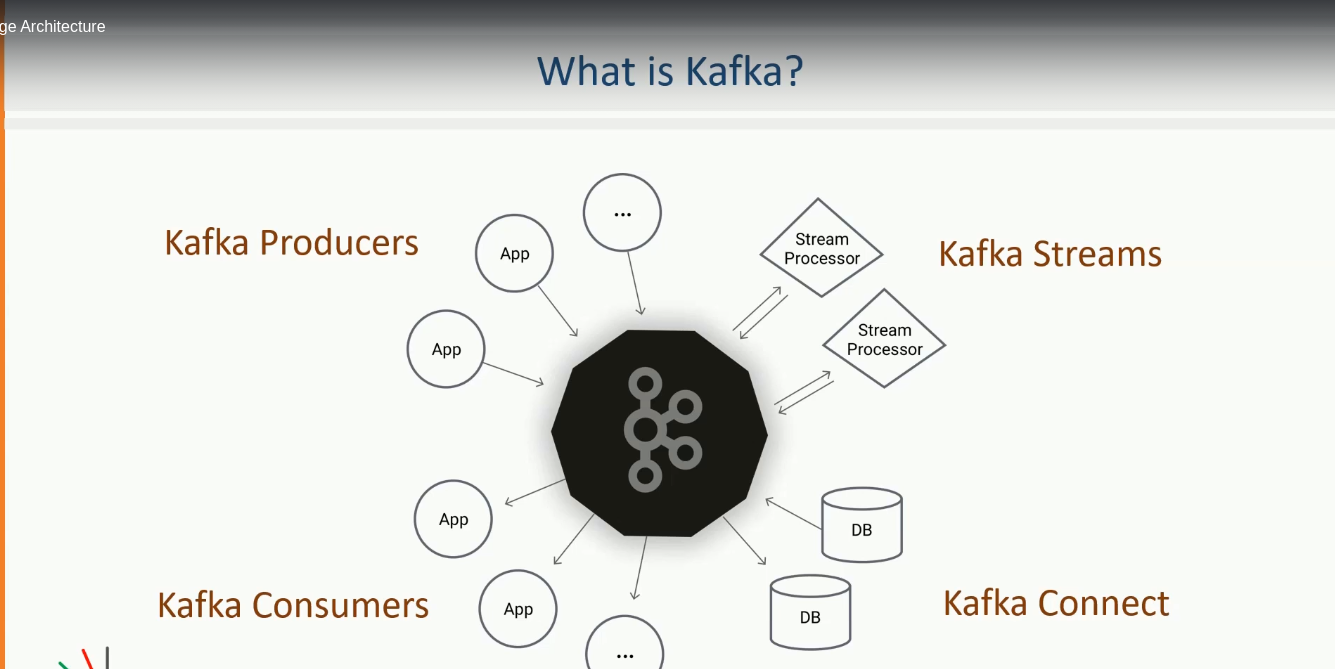 ge Architecture
What is Kafka?
...
Kafka Producers
App
Stream
Processor
Kafka Streams
App
Stream
Processor
App
DB
Kafka Consumers
App
DB
Kafka Connect
...